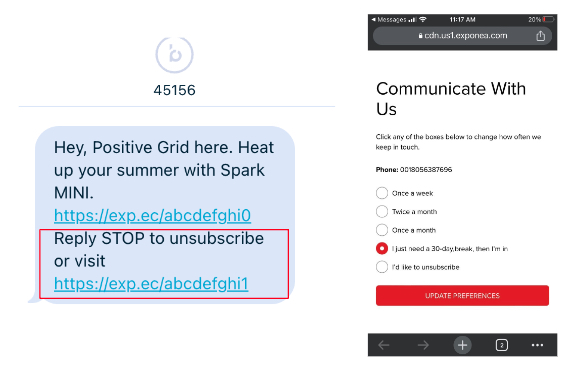 45156
Hey, Positive Grid here. Heat
up your summer with Spark
MINI.
https://exp.ec/abcdefghi0
Reply STOP to unsubscribe
or visit
https://exp.ec/abcdefghi1
Messages 11:17 AM 20%
cdn.us1.exponea.com
Communicate With
Us
Click any of the boxes below to change how often we
keep in touch.
Phone: 0018056387696
Once a week
Twice a month
Once a month
I just need a 30-day,break, then I'm in
I'd like to unsubscribe
UPDATE PREFERENCES
2